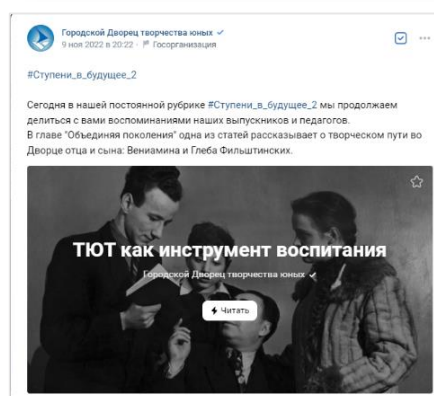 Городской Дворец творчества юных
9 ноя 2022 в 20:22 · Госорганизация
#Ступени_в_будущее_2
Сегодня в нашей постоянной рубрике #Ступени_в_будущее_2 мы продолжаем
делиться с вами воспоминаниями наших выпускников и педагогов.
В главе "Объединяя поколения" одна из статей рассказывает о творческом пути во
Дворце отца и сына: Вениамина и Глеба Фильштинских.
ТЮТ как инструмент воспитания
Городской Дворец творчества юных
Читать